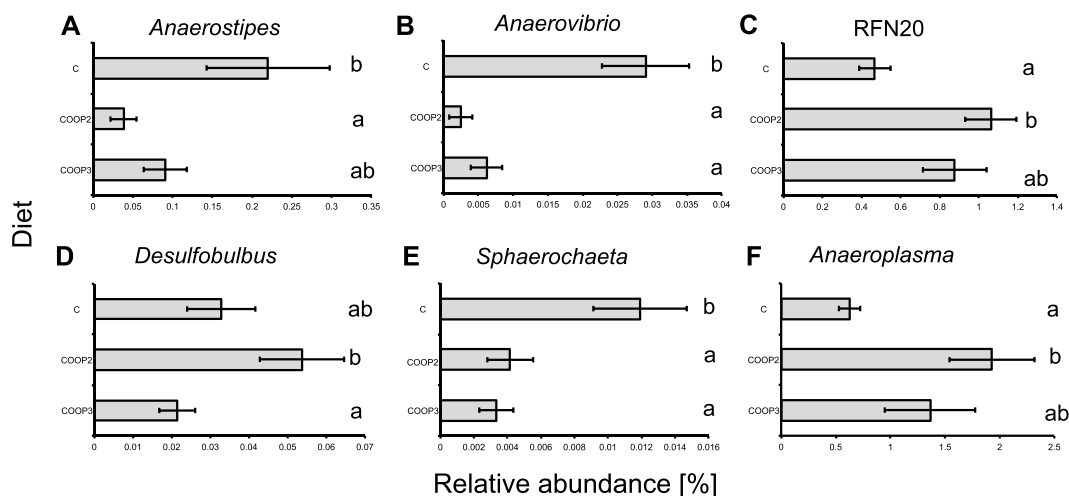 A Anaerostipes
C b
COOP2 a
COOP3 ab
0 0.05 0.1 0.15 0.2 0.25 0.3 0.35
B Anaerovibrio
C b
COOP2 a
COOP3 a
0 0.005 0.01 0.015 0.02 0.025 0.03 0.035 0.04
C RFN20
a
COOP2 b
COOP3 ab
0 0.2 0.4 0.6 0.8 1 1.2 1.4
Diet
D Desulfobulbus
C ab
COOP2 b
COOP3 a
0 0.01 0.02 0.03 0.04 0.05 0.06 0.07
E Sphaerochaeta
C b
COOP2 a
COOP3 a
0 0.002 0.004 0.006 0.008 0.01 0.012 0.014 0.016
F Anaeroplasma
C a
COOP2 b
COOP3 ab
0 0.5 1 1.5 2 2.5
Relative abundance [%]